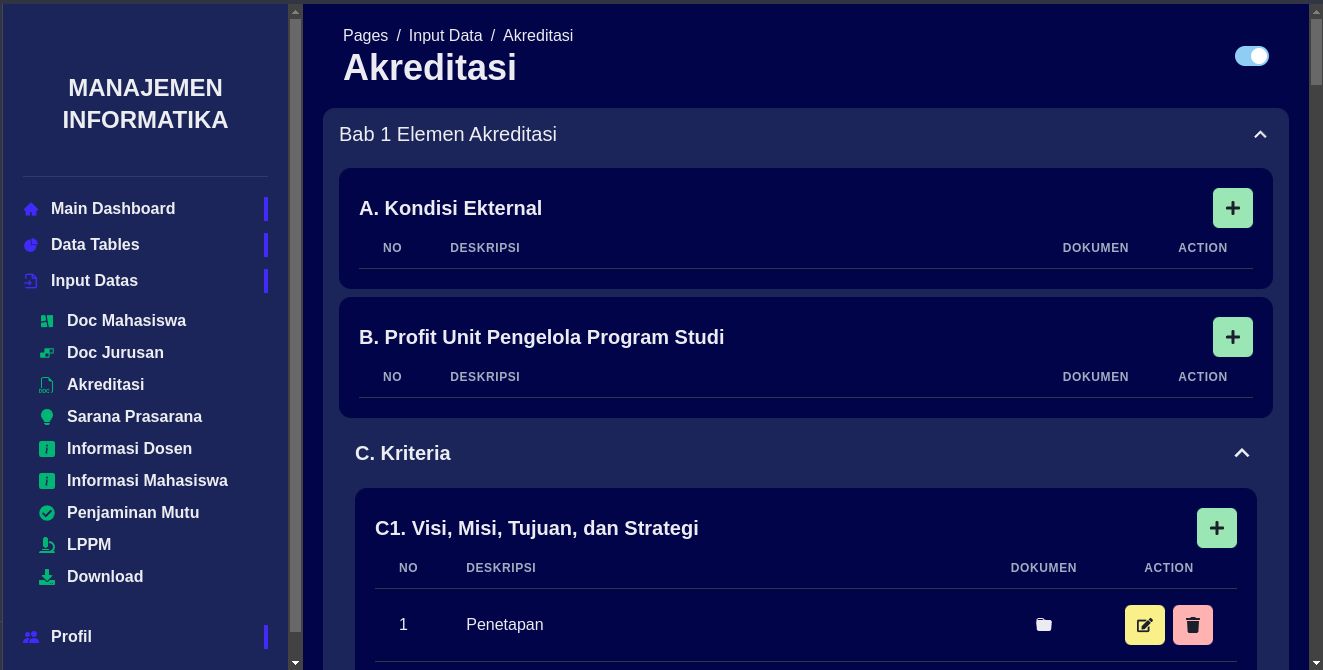 MANAJEMEN
INFORMATIKA
Main Dashboard
Data Tables
Input Datas
Doc Mahasiswa
Doc Jurusan
Akreditasi
Sarana Prasarana
Informasi Dosen
Informasi Mahasiswa
Penjaminan Mutu
LPPM
Download
Profil
Pages / Input Data / Akreditasi
Akreditasi
Bab 1 Elemen Akreditasi
A. Kondisi Ekternal
NO DESKRIPSI DOKUMEN ACTION
B. Profit Unit Pengelola Program Studi
NO DESKRIPSI DOKUMEN ACTION
C. Kriteria
C1. Visi, Misi, Tujuan, dan Strategi
NO DESKRIPSI DOKUMEN ACTION
1 Penetapan